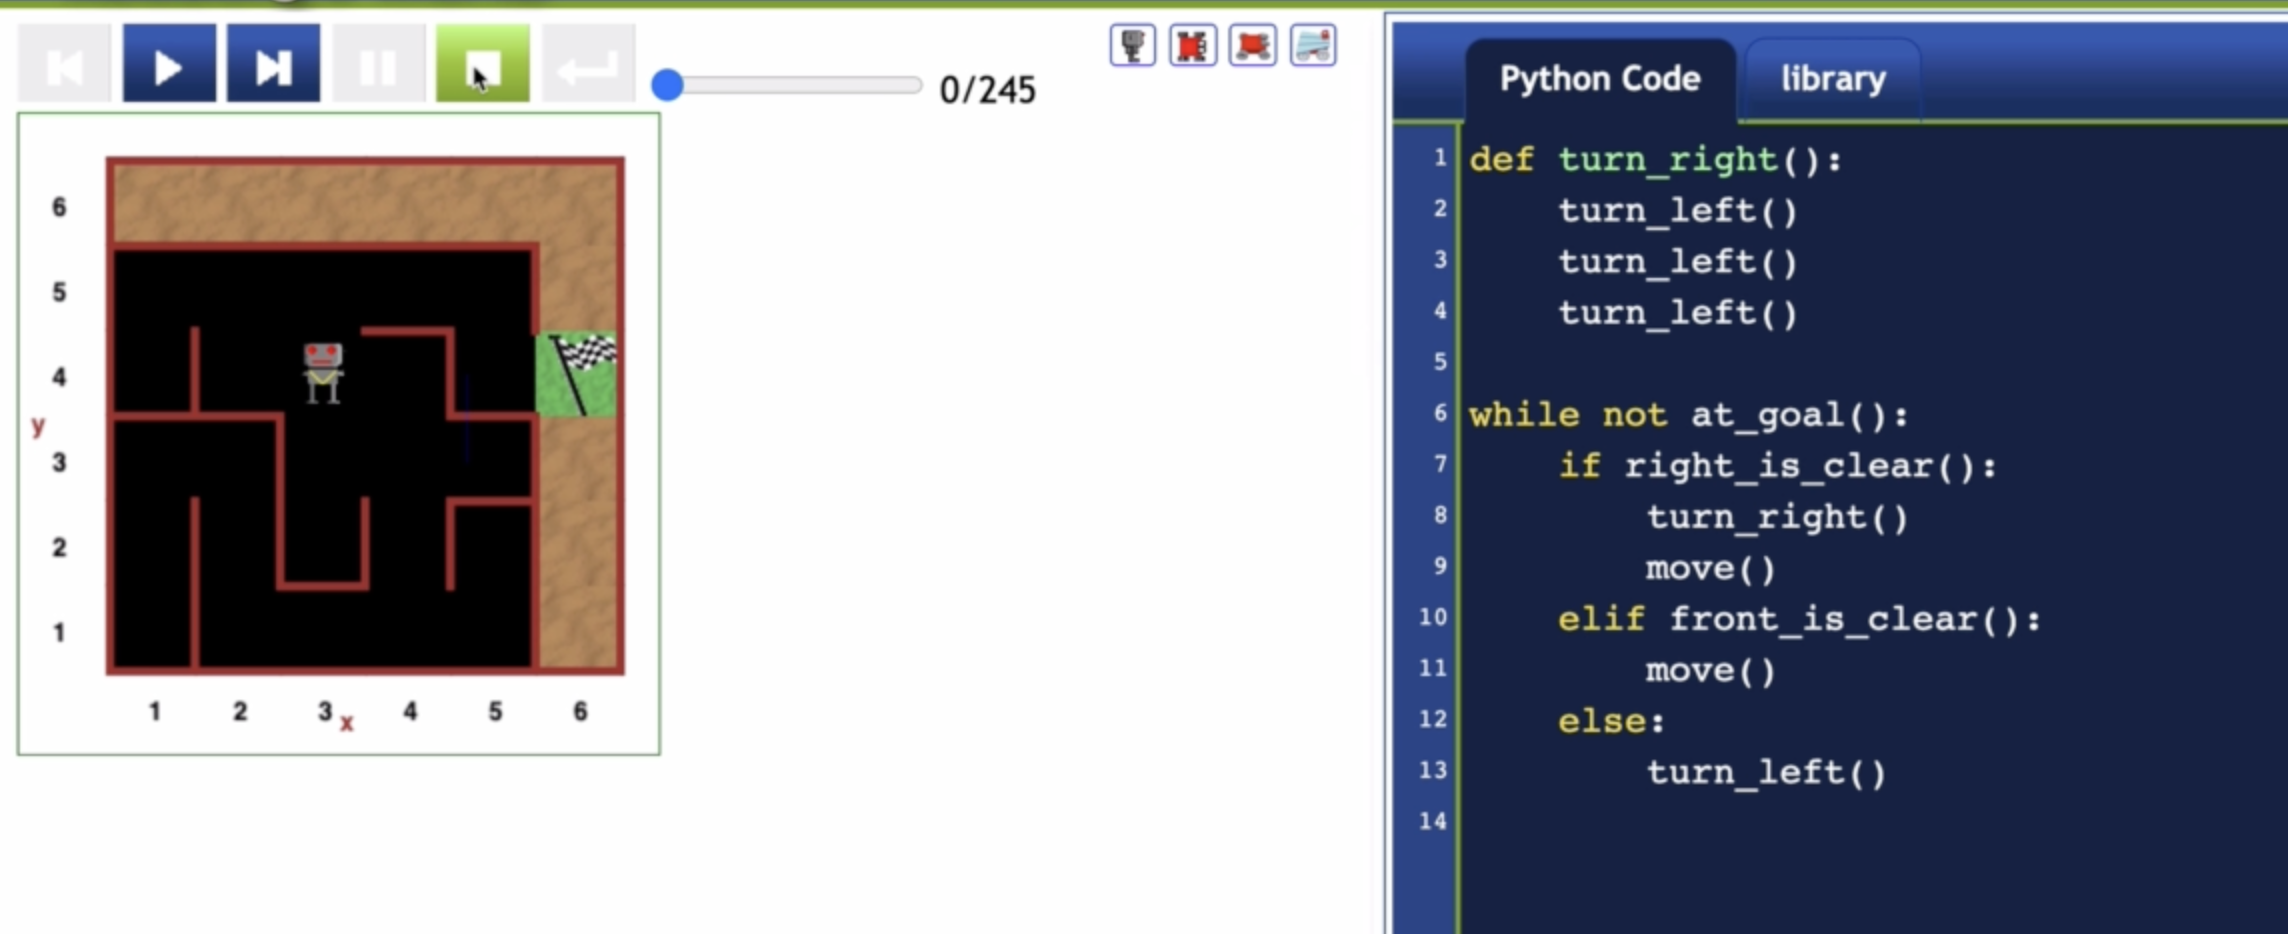 0/245
6
5
4
y
3
2
1
1 2 3 x 4 5 6
Python Code
library
1 def turn_right():
2     turn_left()
3     turn_left()
4     turn_left()
5
6 while not at_goal():
7     if right_is_clear():
8         turn_right()
9         move()
10     elif front_is_clear():
11         move()
12     else:
13         turn_left()
14